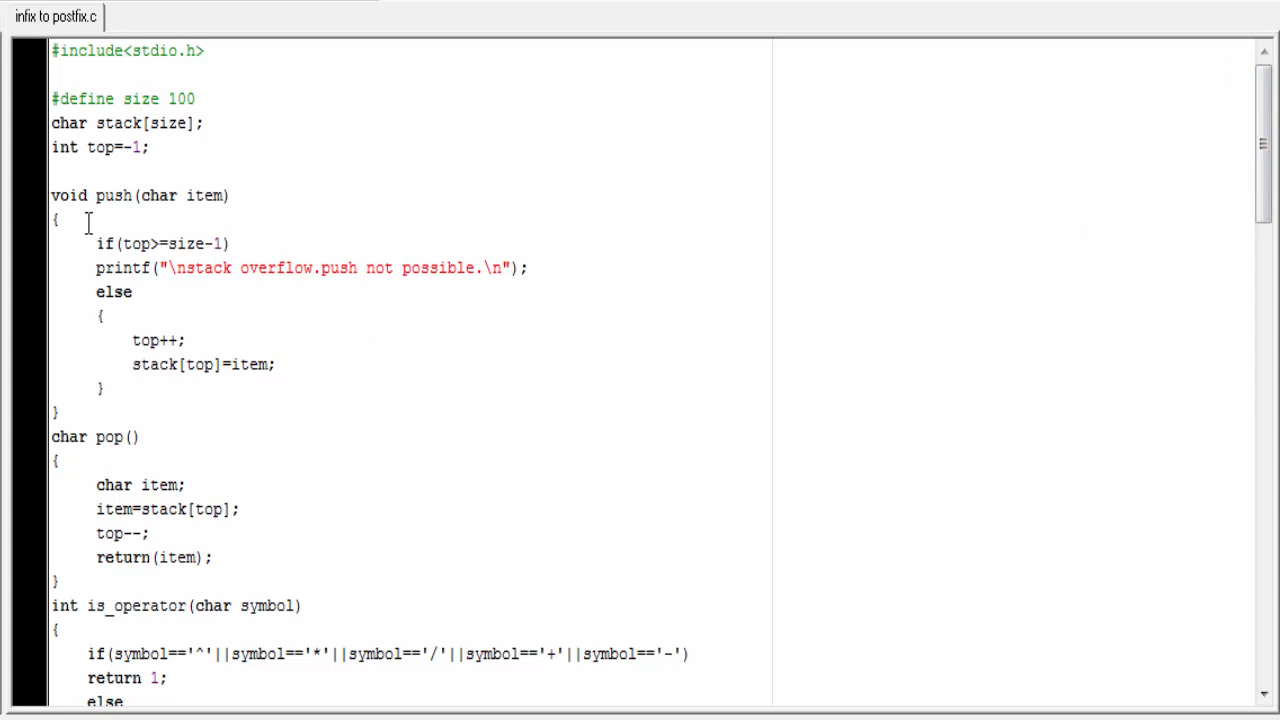 infix to postfix.c
#include<stdio.h>
#define size 100
char stack[size];
int top=-1;
void push(char item)
{
if(top>=size-1)
printf("\nstack overflow.push not possible.\n");
else
{
top++;
stack[top]=item;
}
}
char pop()
{
char item;
item=stack[top];
top--;
return(item);
}
int is_operator(char symbol)
{
if(symbol=='^'||symbol=='*'||symbol=='/'||symbol=='+'||symbol=='-')
return 1;
else